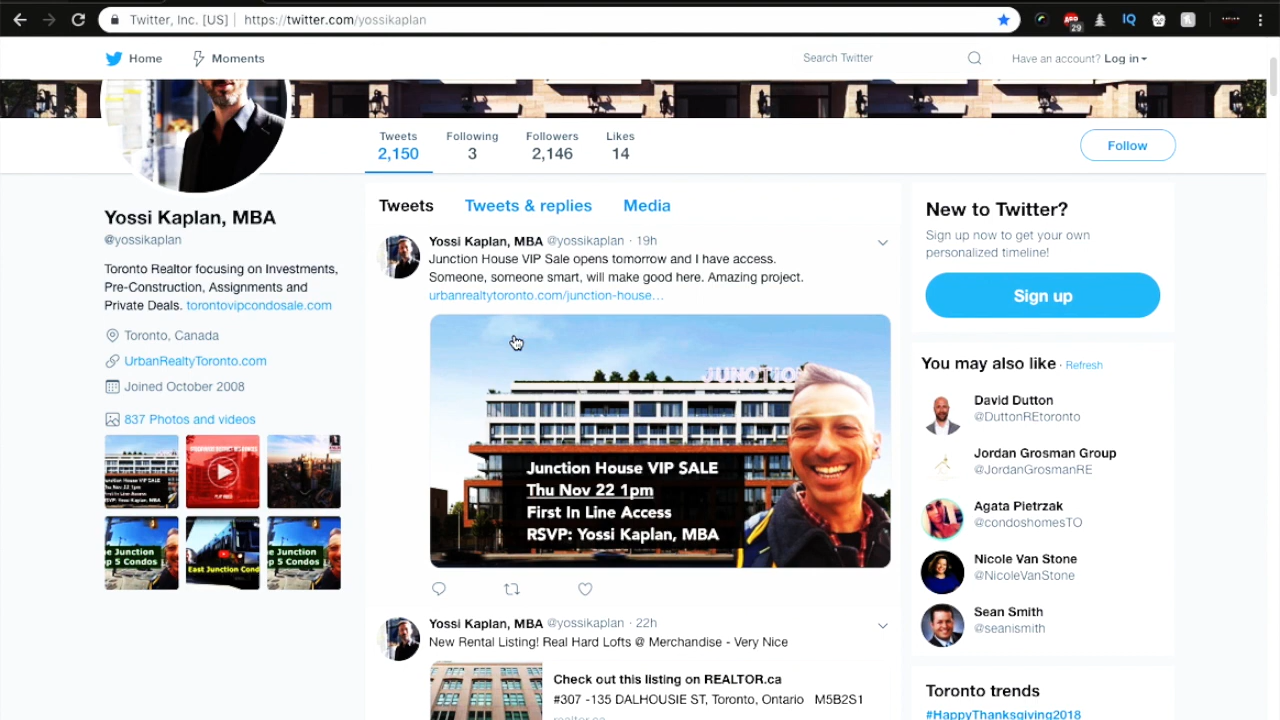 Twitter, Inc. [US] https://twitter.com/yossikaplan
29
IQ
Home
Moments
Search Twitter
Have an account? Log in
Tweets
2,150
Following
3
Followers
2,146
Likes
14
Follow
Yossi Kaplan, MBA
@yossikaplan
Toronto Realtor focusing on Investments,
Pre-Construction, Assignments and
Private Deals. torontovipcondosale.com
Toronto, Canada
UrbanRealtyToronto.com
Joined October 2008
837 Photos and videos
Tweets Tweets & replies Media
Yossi Kaplan, MBA @yossikaplan · 19h
Junction House VIP Sale opens tomorrow and I have access.
Someone, someone smart, will make good here. Amazing project.
urbanrealtytoronto.com/junction-house…
JUNCTION
Junction House VIP SALE
Thu Nov 22 1pm
First In Line Access
RSVP: Yossi Kaplan, MBA
Yossi Kaplan, MBA @yossikaplan · 22h
New Rental Listing! Real Hard Lofts @ Merchandise - Very Nice
Check out this listing on REALTOR.ca
#307 -135 DALHOUSIE ST, Toronto, Ontario M5B2S1
realtor.ca
New to Twitter?
Sign up now to get your own
personalized timeline!
Sign up
You may also like · Refresh
David Dutton
@DuttonREtoronto
Jordan Grosman Group
@JordanGrosmanRE
Agata Pietrzak
@condoshomesTO
Nicole Van Stone
@NicoleVanStone
Sean Smith
@seanismith
Toronto trends
#HappyThanksgiving2018